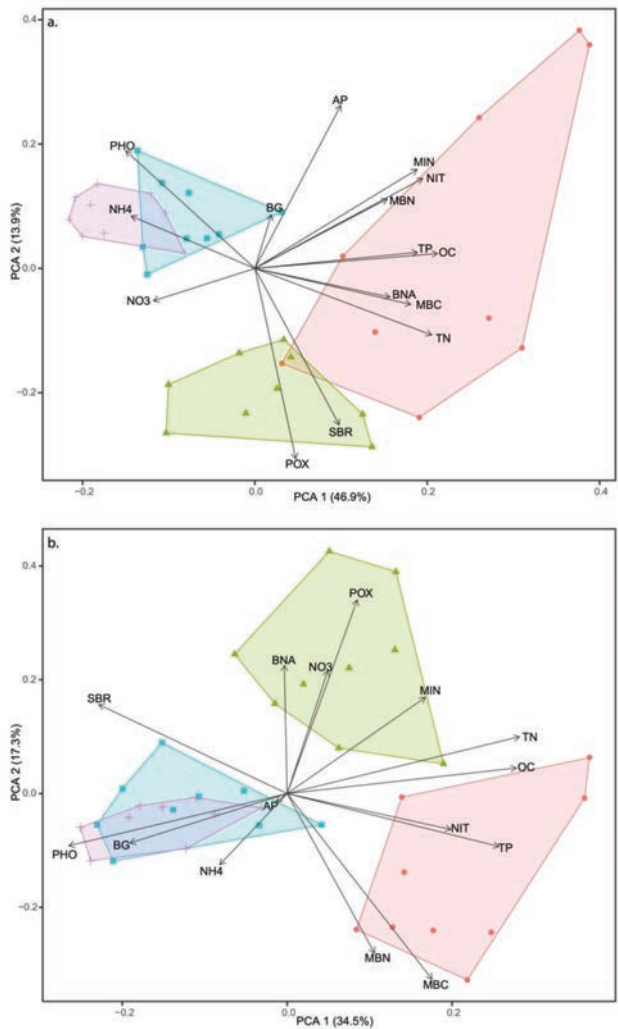 a.
0.4
AP
PHO
MIN
0.2
NIT
MBN
BG
NH4
TP
OC
0.0
NO3
BNA
MBC
TN
PCA 2 (13.9%)
−0.2
SBR
POX
−0.2
0.0
0.2
0.4
PCA 1 (46.9%)
b.
0.4
POX
BNA
NO3
0.2
MIN
SBR
TN
OC
PCA 2 (17.3%)
0.0
AP
NIT
TP
BG
PHO
NH4
−0.2
MBN
MBC
−0.2
0.0
0.2
PCA 1 (34.5%)